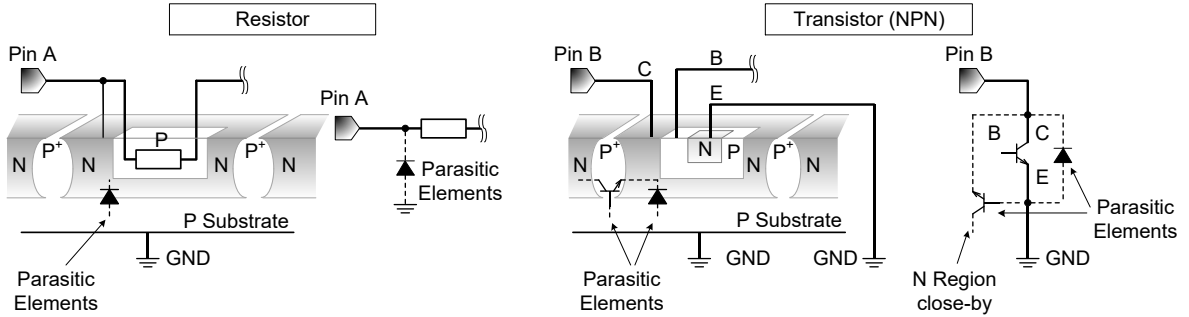 Resistor
Pin A
N
P+
N
P
N
P+
N
Parasitic
Elements
P Substrate
GND
Pin A
Parasitic
Elements
Transistor (NPN)
Pin B
C
B
E
N
P+
N
N
P
N
P+
N
P Substrate
Parasitic
Elements
GND
GND
Pin B
B
C
E
Parasitic
Elements
N Region
close-by